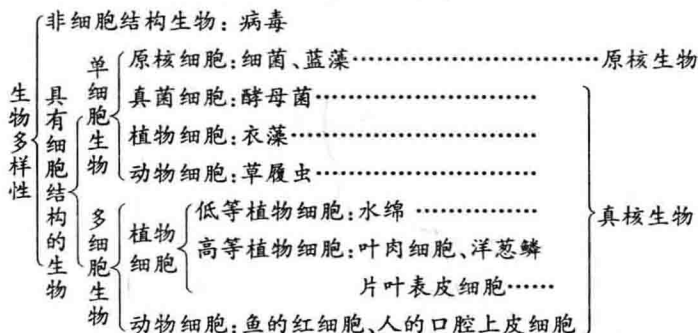 生物多样性
非细胞结构生物：病毒
具有细胞结构的生物
单细胞生物
原核细胞：细菌、蓝藻……………………………原核生物
真菌细胞：酵母菌……………………………
植物细胞：衣藻……………………………
动物细胞：草履虫……………………………
多细胞生物
植物细胞
低等植物细胞：水绵 ………………
高等植物细胞：叶肉细胞、洋葱鳞
片叶表皮细胞……
动物细胞：鱼的红细胞、人的口腔上皮细胞
真核生物